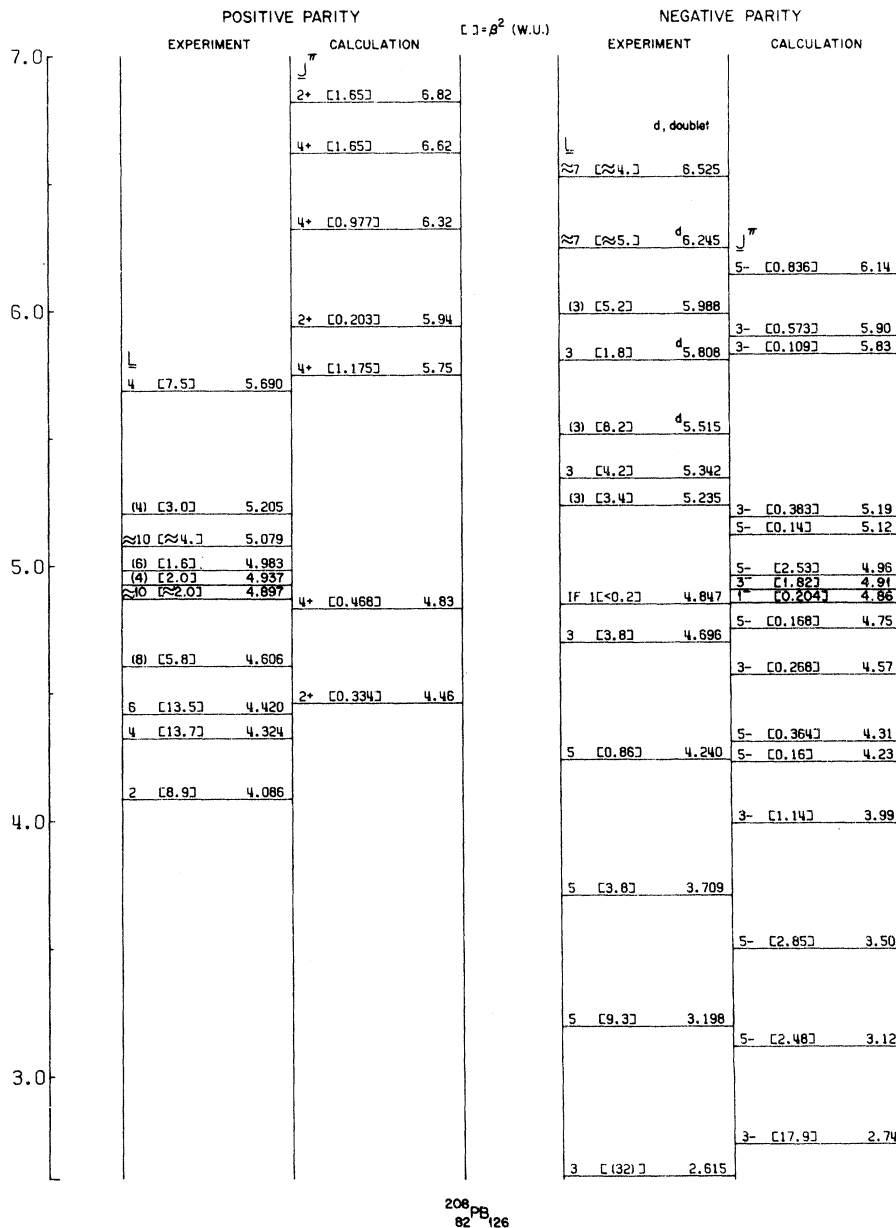 POSITIVE PARITY
[ ]=β² (W.U.)
NEGATIVE PARITY
EXPERIMENT CALCULATION
EXPERIMENT CALCULATION
7.0
6.0
5.0
4.0
3.0
L
4 [7.5] 5.690
(4) [3.0] 5.205
≈10 [≈4.] 5.079
(6) [1.6] 4.983
(4) [2.0] 4.937
≈10 [≈2.0] 4.897
(8) [5.8] 4.606
6 [13.5] 4.420
4 [13.7] 4.324
2 [8.9] 4.086
J^π
2+ [1.65] 6.82
4+ [1.65] 6.62
4+ [0.977] 6.32
2+ [0.203] 5.94
4+ [1.175] 5.75
4+ [0.468] 4.83
2+ [0.334] 4.46
d, doublet
L
≈7 [≈4.] 6.525
≈7 [≈5.] d 6.245
(3) [5.2] 5.988
3 [1.8] d 5.808
(3) [8.2] d 5.515
3 [4.2] 5.342
(3) [3.4] 5.235
IF 1[<0.2] 4.847
3 [3.8] 4.696
5 [0.86] 4.240
5 [3.8] 3.709
5 [9.3] 3.198
3 [(32)] 2.615
J^π
5- [0.836] 6.14
3- [0.573] 5.90
3- [0.109] 5.83
3- [0.383] 5.19
5- [0.14] 5.12
5- [2.53] 4.96
3- [1.82] 4.91
1- [0.204] 4.86
5- [0.168] 4.75
3- [0.268] 4.57
5- [0.364] 4.31
5- [0.16] 4.23
3- [1.14] 3.99
5- [2.85] 3.50
5- [2.48] 3.12
3- [17.9] 2.74
²⁰⁸₈₂PB₁₂₆